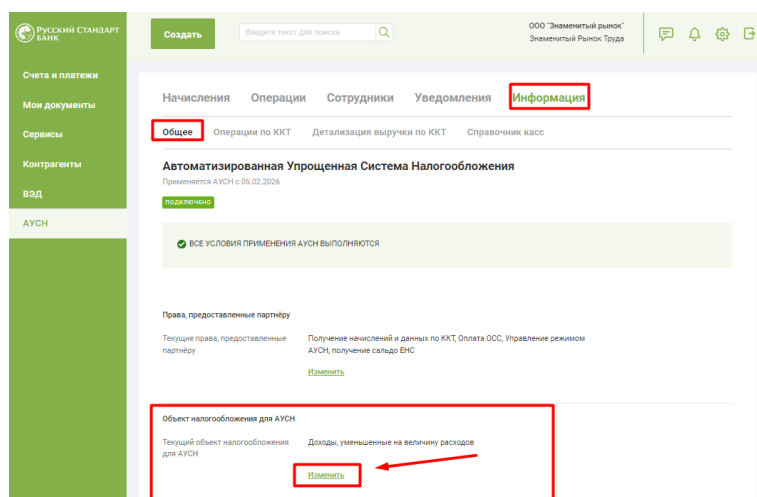 Русский Стандарт
БАНК
Создать
Введите текст для поиска
ООО "Знаменитый рынок"
Знаменитый Рынок Труда
Счета и платежи
Мои документы
Сервисы
Контрагенты
ВЭД
АУСН
Начисления Операции Сотрудники Уведомления Информация
Общее Операции по ККТ Детализация выручки по ККТ Справочник касс
Автоматизированная Упрощенная Система Налогообложения
Применяется АУСН с 05.02.2026
ПОДКЛЮЧЕНО
ВСЕ УСЛОВИЯ ПРИМЕНЕНИЯ АУСН ВЫПОЛНЯЮТСЯ
Права, предоставленные партнёру
Текущие права, предоставленные
партнёру
Получение начислений и данных по ККТ, Оплата ОСС, Управление режимом
АУСН, получение сальдо ЕНС
Изменить
Объект налогообложения для АУСН
Текущий объект налогообложения
для АУСН
Доходы, уменьшенные на величину расходов
Изменить